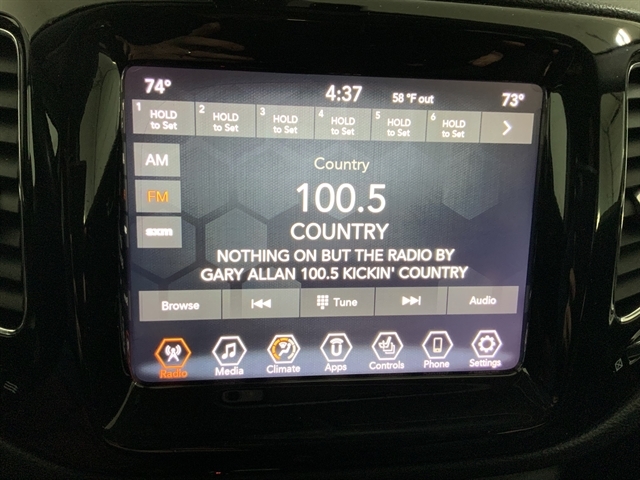 74° 4:37 58 °F out 73°
1 HOLD to Set 2 HOLD to Set 3 HOLD to Set 4 HOLD to Set 5 HOLD to Set 6 HOLD to Set
AM
FM
sxm
Country
100.5
COUNTRY
NOTHING ON BUT THE RADIO BY
GARY ALLAN 100.5 KICKIN' COUNTRY
Browse Tune Audio
Radio Media Climate Apps Controls Phone Settings